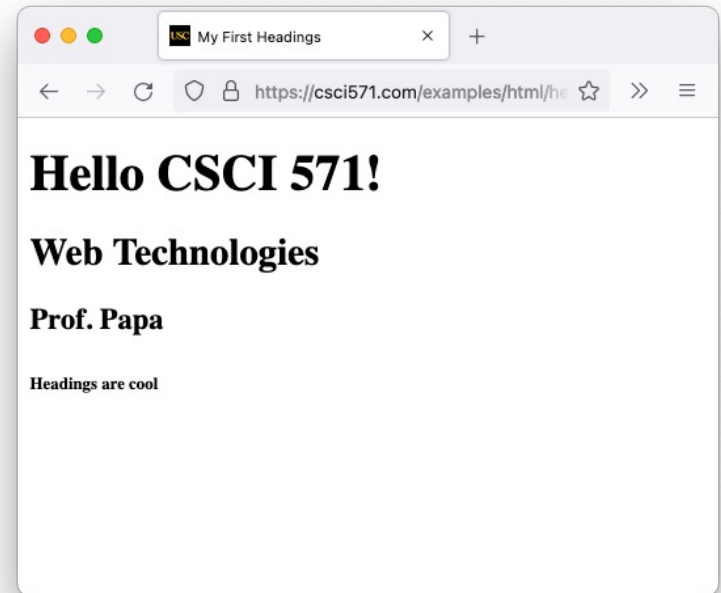 USC My First Headings
https://csci571.com/examples/html/he
Hello CSCI 571!
Web Technologies
Prof. Papa
Headings are cool